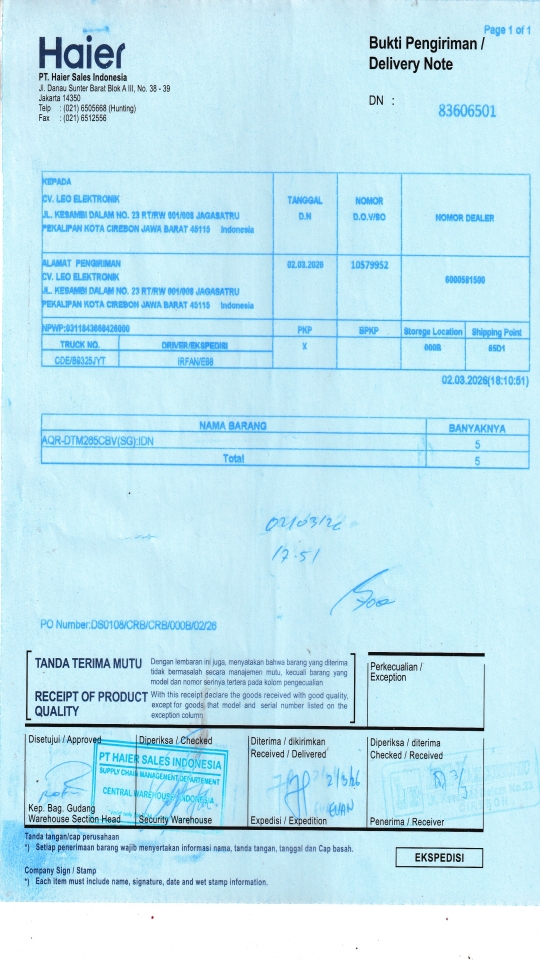 Page 1 of 1
Haier
Bukti Pengiriman /
Delivery Note
PT. Haier Sales Indonesia
Jl. Danau Sunter Barat Blok A III, No. 38 - 39
Jakarta 14350
Telp : (021) 6505668 (Hunting)
Fax : (021) 6512556
DN : 83606501
KEPADA
CV. LEO ELEKTRONIK
JL. KESAMBI DALAM NO. 23 RT/RW 001/008 JAGASATRU
PEKALIPAN KOTA CIREBON JAWA BARAT 45115 Indonesia
TANGGAL
D.N
NOMOR
D.O.V/SO
NOMOR DEALER
ALAMAT PENGIRIMAN
CV. LEO ELEKTRONIK
JL. KESAMBI DALAM NO. 23 RT/RW 001/008 JAGASATRU
PEKALIPAN KOTA CIREBON JAWA BARAT 45115 Indonesia
02.03.2026
10579952
PKP BPKP Storege Location Shipping Point
TRUCK NO. DRIVER/EKSPEDISI X 000B 65D1
02.03.2026(18:10:51)
NAMA BARANG BANYAKNYA
AQR-DTM265CBV(SG):IDN 5
Total 5
02/03/26
17.51
PO Number:DS0108/CRB/CRB/000B/02/26
TANDA TERIMA MUTU
Dengan lembaran ini juga, menyatakan bahwa barang yang diterima
tidak bermasalah secara manajemen mutu, kecuali barang yang
model dan nomor serinya tertera pada kolom pengecualian
RECEIPT OF PRODUCT
QUALITY
With this receipt declare the goods received with good quality,
except for goods that model and serial number listed on the
exception column
Perkecualian /
Exception
Disetujui / Approved
Diperiksa / Checked
Diterima / dikirimkan
Received / Delivered
Diperiksa / diterima
Checked / Received
PT HAIER SALES INDONESIA
SUPPLY CHAIN MANAGEMENT DEPARTEMENT
CENTRAL WAREHOUSE INDONESIA
2/3/26
Kep. Bag. Gudang
Warehouse Section Head
Security Warehouse
Expedisi / Expedition
Penerima / Receiver
Tanda tangan/cap perusahaan
*) Setiap penerimaan barang wajib menyertakan informasi nama, tanda tangan, tanggal dan Cap basah.
EKSPEDISI
Company Sign / Stamp
*) Each item must include name, signature, date and wet stamp information.